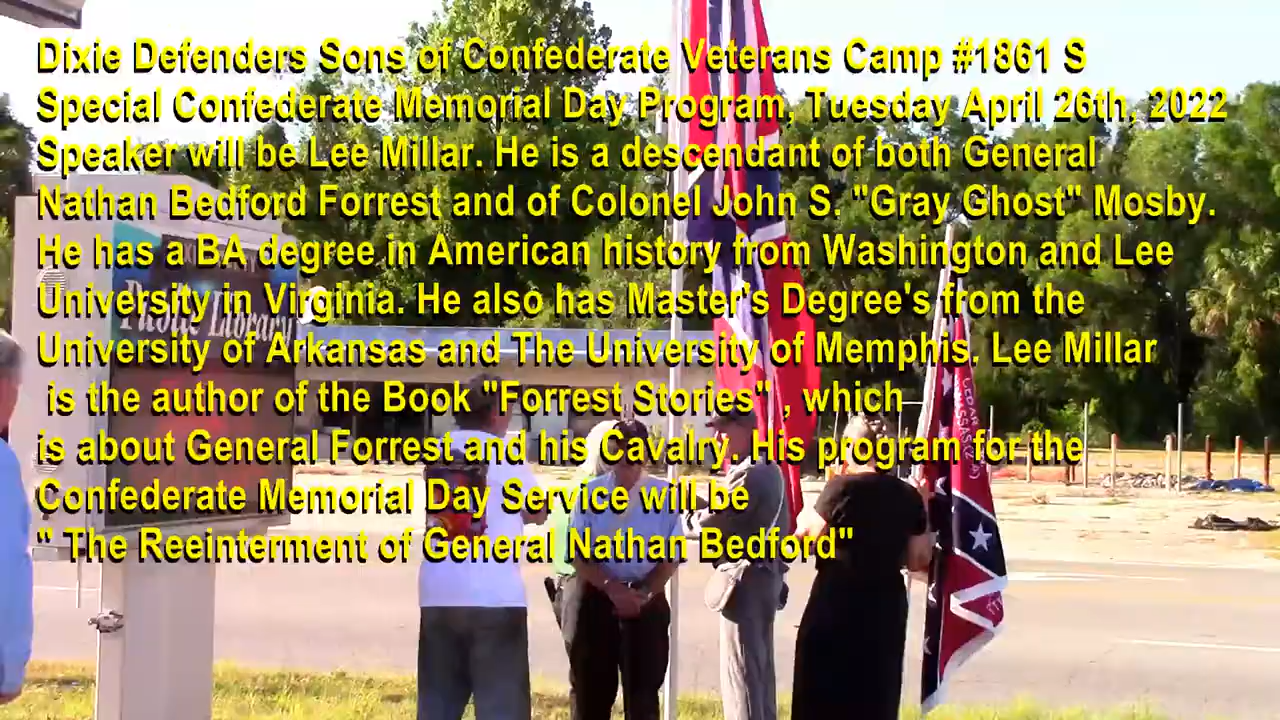 Dixie Defenders Sons of Confederate Veterans Camp #1861 S
Special Confederate Memorial Day Program, Tuesday April 26th, 2022
Speaker will be Lee Millar. He is a descendant of both General
Nathan Bedford Forrest and of Colonel John S. "Gray Ghost" Mosby.
He has a BA degree in American history from Washington and Lee
University in Virginia. He also has Master's Degree's from the
University of Arkansas and The University of Memphis. Lee Millar
is the author of the Book "Forrest Stories" , which
is about General Forrest and his Cavalry. His program for the
Confederate Memorial Day Service will be
" The Reeinterment of General Nathan Bedford"
Public Library
CEDAR